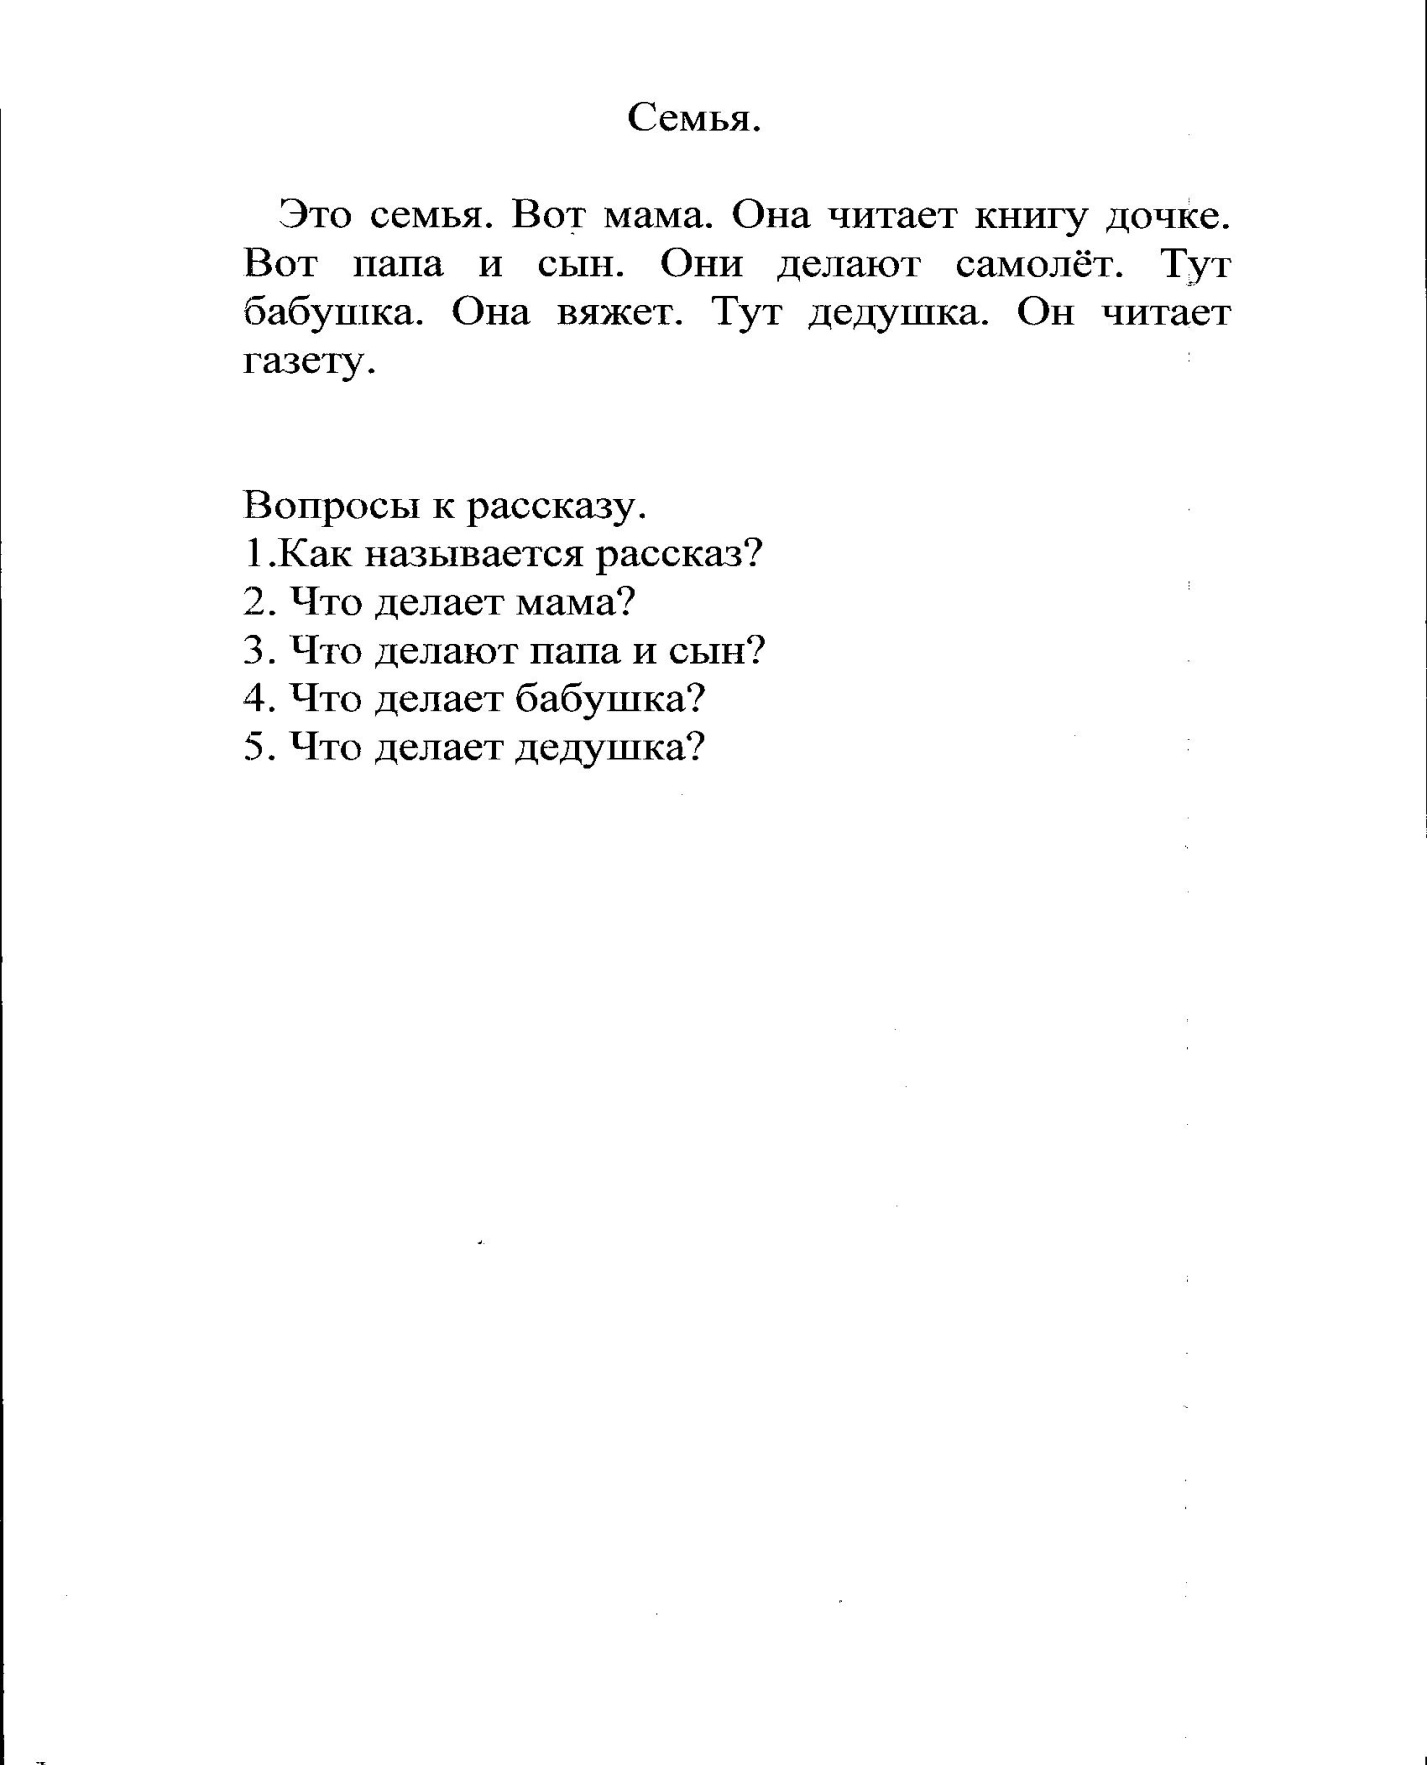 Семья.
Это семья. Вот мама. Она читает книгу дочке.
Вот папа и сын. Они делают самолёт. Тут
бабушка. Она вяжет. Тут дедушка. Он читает
газету.
Вопросы к рассказу.
1.Как называется рассказ?
2. Что делает мама?
3. Что делают папа и сын?
4. Что делает бабушка?
5. Что делает дедушка?